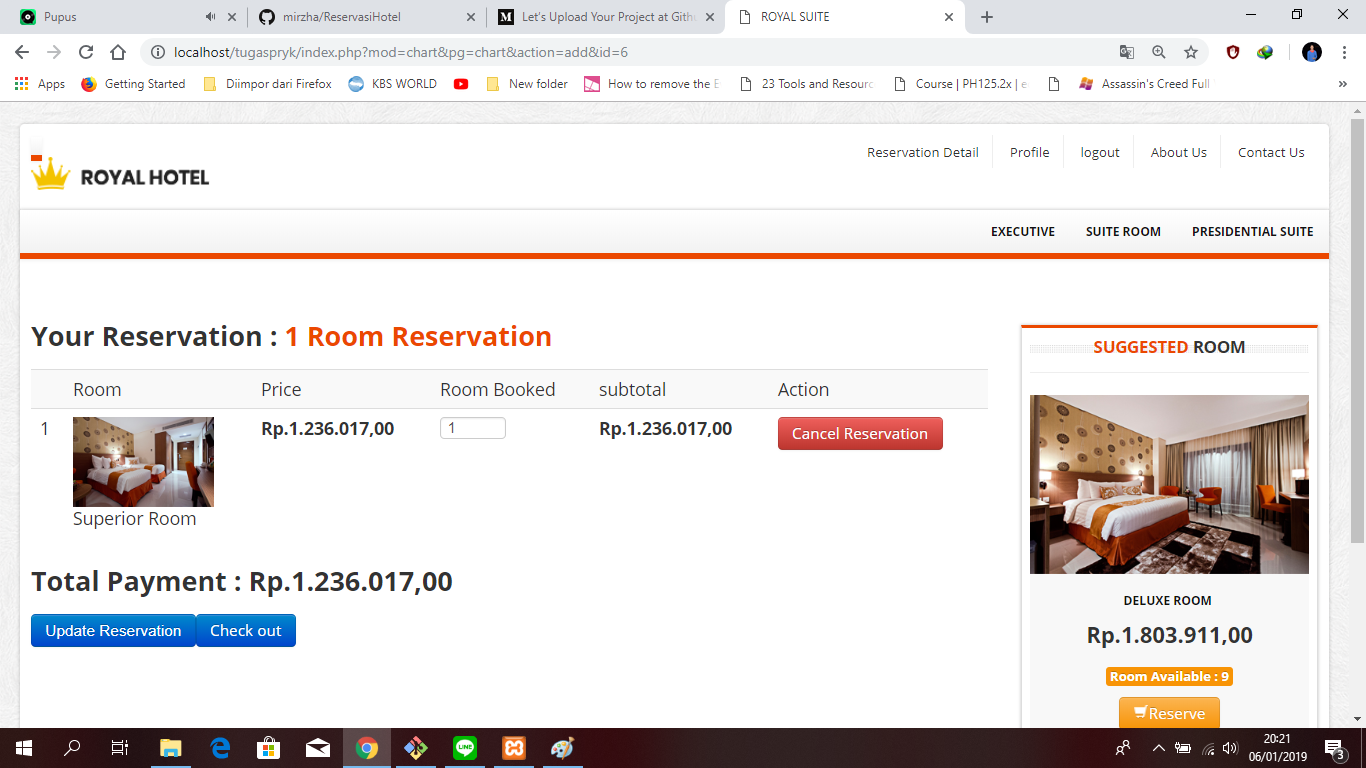 Pupus
mirzha/ReservasiHotel
Let's Upload Your Project at Gith
ROYAL SUITE
localhost/tugaspryk/index.php?mod=chart&pg=chart&action=add&id=6
Apps
Getting Started
Diimpor dari Firefox
KBS WORLD
New folder
How to remove the E
23 Tools and Resourc
Course | PH125.2x | e
Assassin's Creed Full
Reservation Detail
Profile
logout
About Us
Contact Us
ROYAL HOTEL
EXECUTIVE
SUITE ROOM
PRESIDENTIAL SUITE
Your Reservation : 1 Room Reservation
Room Price Room Booked subtotal Action
1 Rp.1.236.017,00 1 Rp.1.236.017,00 Cancel Reservation
Superior Room
Total Payment : Rp.1.236.017,00
Update Reservation Check out
SUGGESTED ROOM
DELUXE ROOM
Rp.1.803.911,00
Room Available : 9
Reserve
LINE
20:21
06/01/2019
3